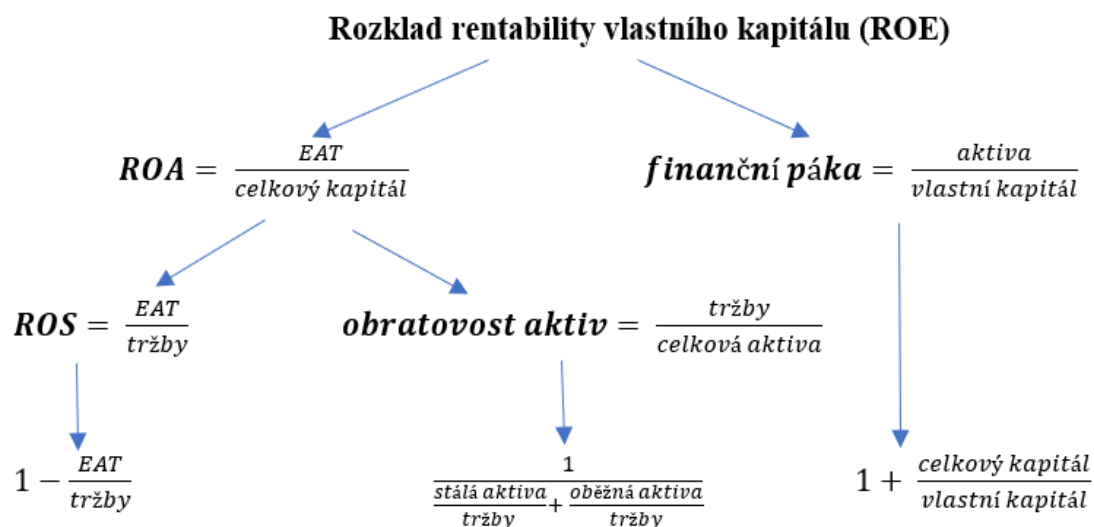 Rozklad rentability vlastního kapitálu (ROE)
ROA = EAT / celkový kapitál
finanční páka = aktiva / vlastní kapitál
ROS = EAT / tržby
obratovost aktiv = tržby / celková aktiva
1 − EAT / tržby
1 / (stálá aktiva / tržby + oběžná aktiva / tržby)
1 + celkový kapitál / vlastní kapitál